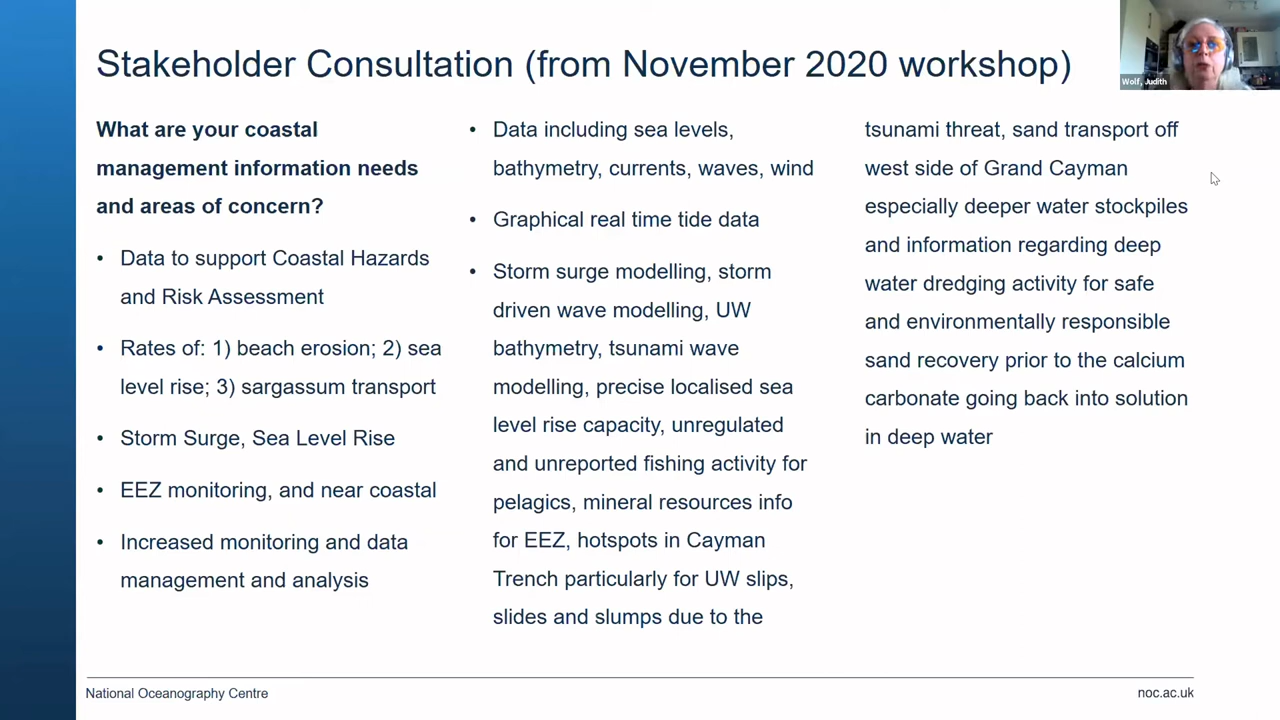 Stakeholder Consultation (from November 2020 workshop)
Wolf, Judith
What are your coastal
management information needs
and areas of concern?
• Data to support Coastal Hazards
and Risk Assessment
• Rates of: 1) beach erosion; 2) sea
level rise; 3) sargassum transport
• Storm Surge, Sea Level Rise
• EEZ monitoring, and near coastal
• Increased monitoring and data
management and analysis
• Data including sea levels,
bathymetry, currents, waves, wind
• Graphical real time tide data
• Storm surge modelling, storm
driven wave modelling, UW
bathymetry, tsunami wave
modelling, precise localised sea
level rise capacity, unregulated
and unreported fishing activity for
pelagics, mineral resources info
for EEZ, hotspots in Cayman
Trench particularly for UW slips,
slides and slumps due to the
tsunami threat, sand transport off
west side of Grand Cayman
especially deeper water stockpiles
and information regarding deep
water dredging activity for safe
and environmentally responsible
sand recovery prior to the calcium
carbonate going back into solution
in deep water
National Oceanography Centre
noc.ac.uk